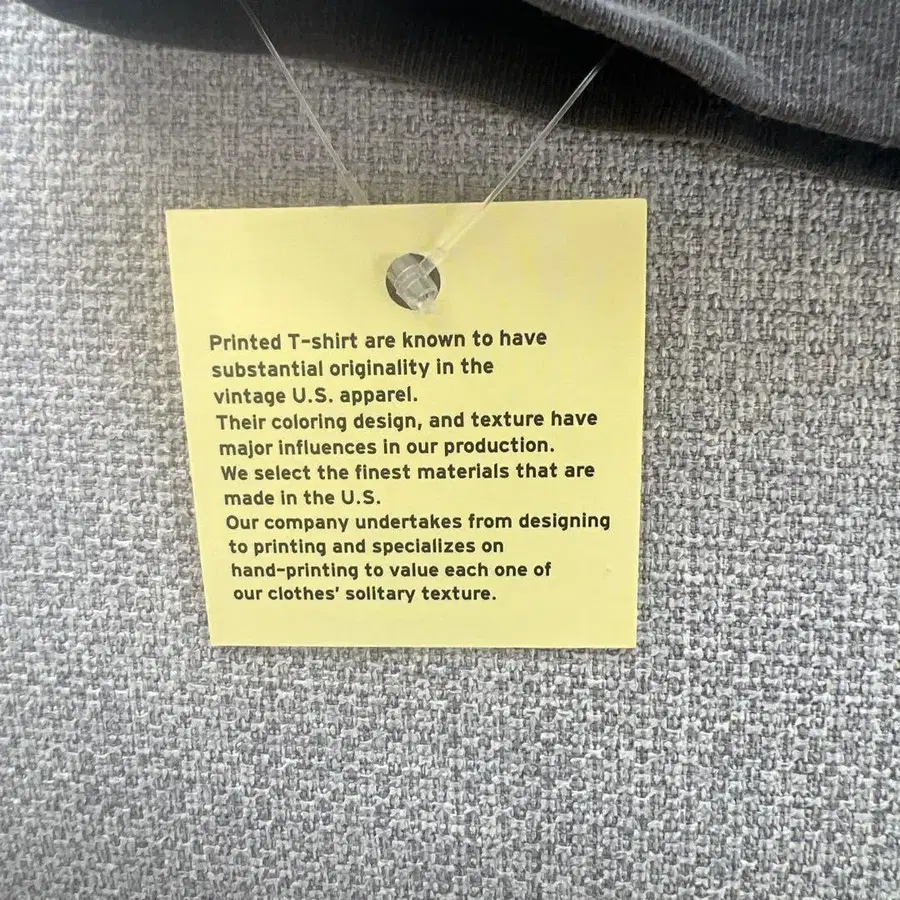 Printed T-shirt are known to have
substantial originality in the
vintage U.S. apparel.
Their coloring design, and texture have
major influences in our production.
We select the finest materials that are
made in the U.S.
Our company undertakes from designing
to printing and specializes on
hand-printing to value each one of
our clothes' solitary texture.